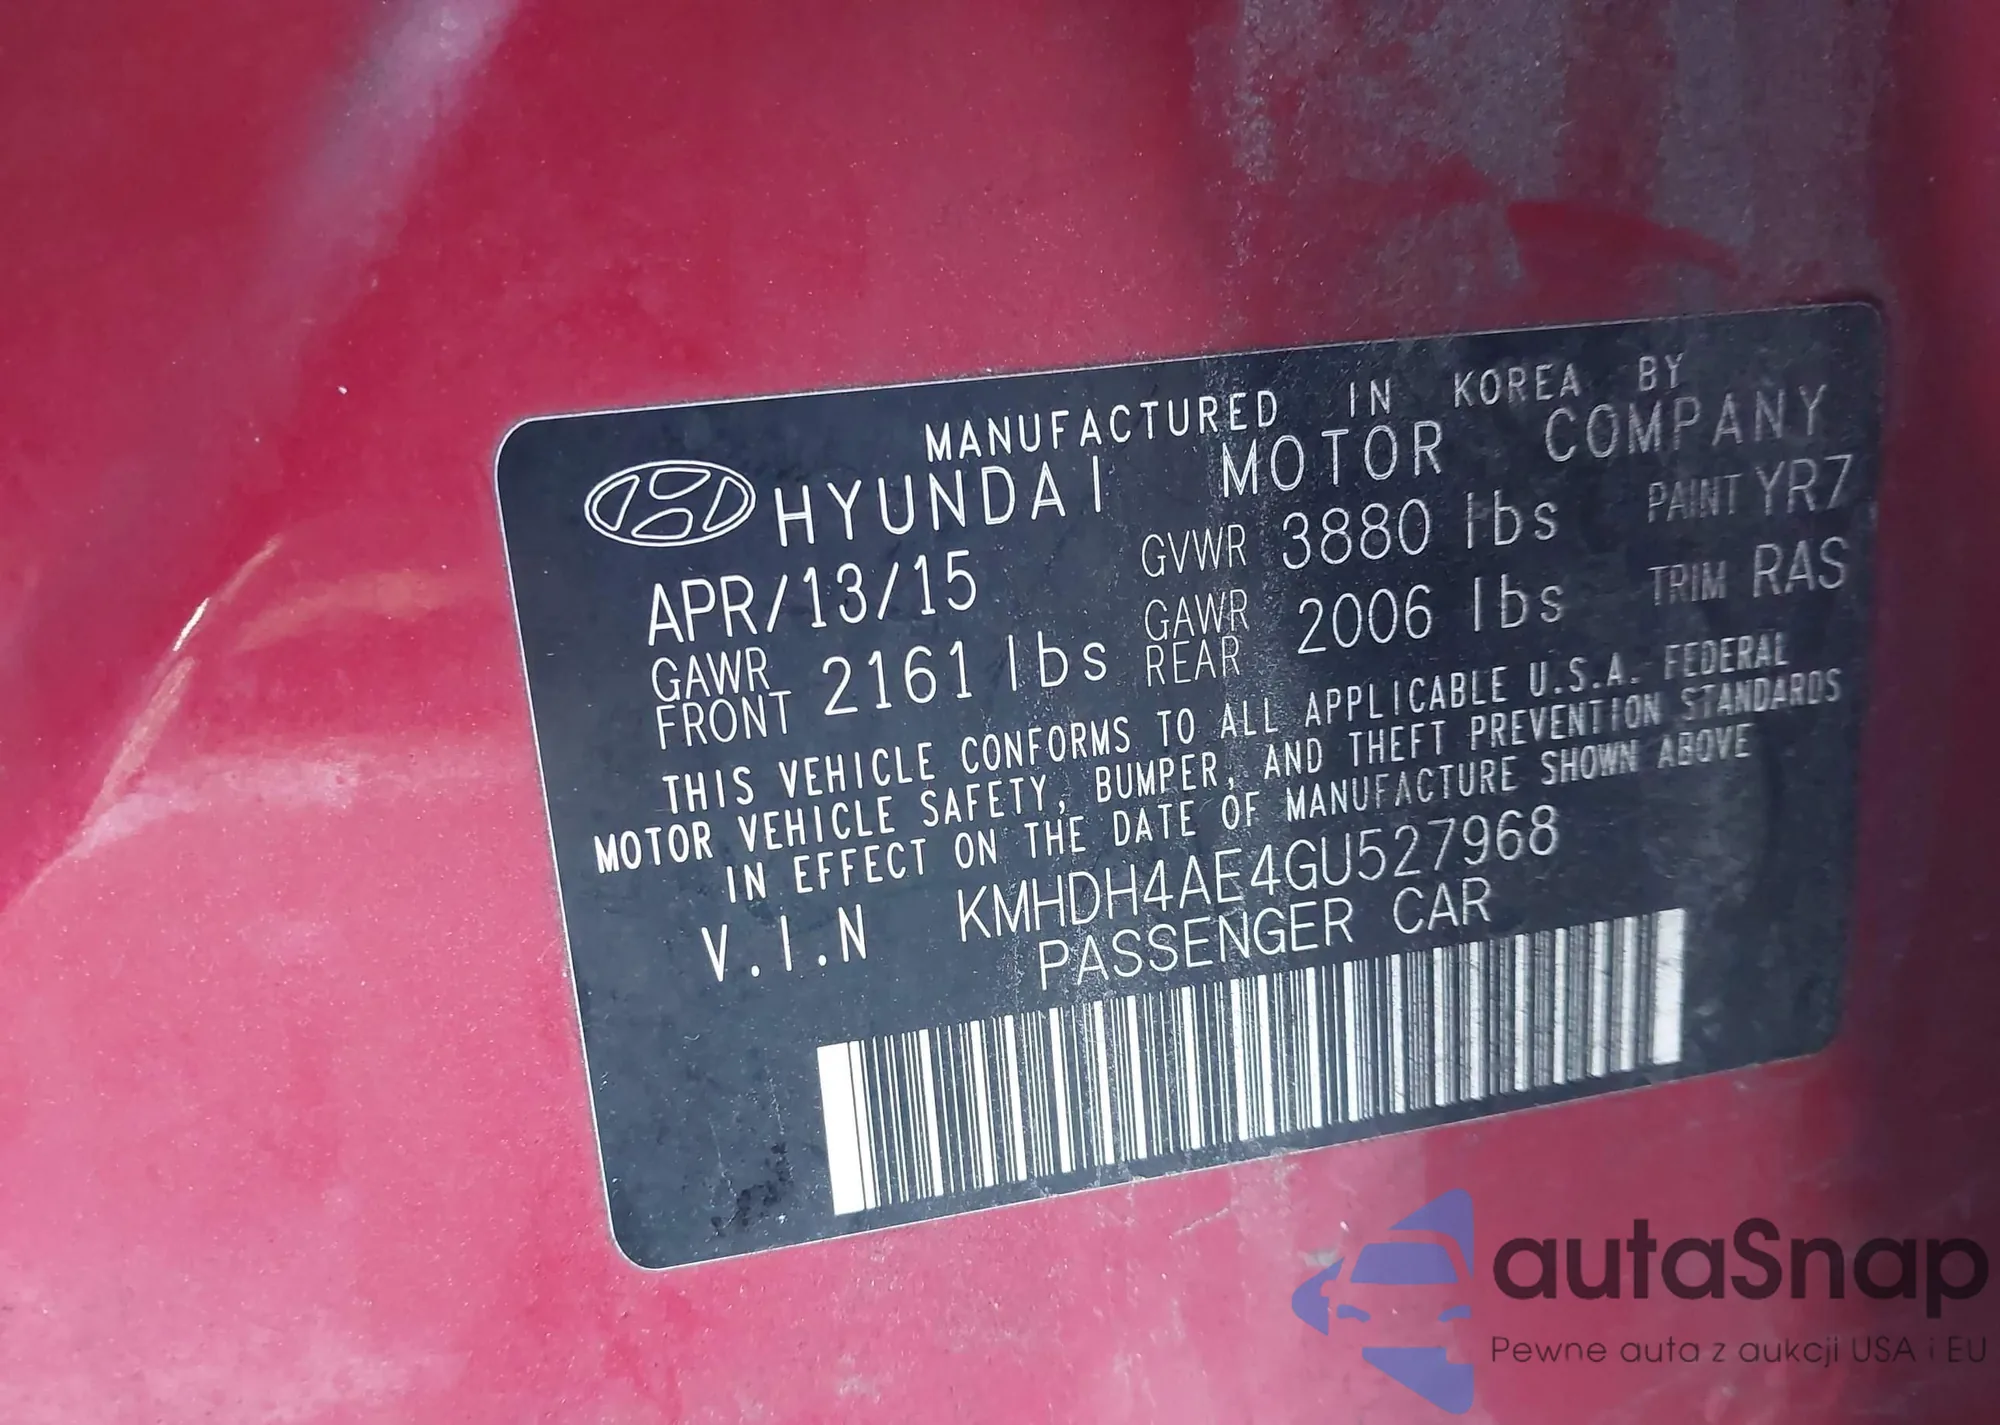 MANUFACTURED IN KOREA BY
HYUNDAI MOTOR COMPANY
APR/13/15 GVWR 3880 lbs PAINT YR7
GAWR FRONT 2161 lbs GAWR REAR 2006 lbs TRIM RAS
THIS VEHICLE CONFORMS TO ALL APPLICABLE U.S.A. FEDERAL
MOTOR VEHICLE SAFETY, BUMPER, AND THEFT PREVENTION STANDARDS
IN EFFECT ON THE DATE OF MANUFACTURE SHOWN ABOVE
V.I.N KMHDH4AE4GU527968
PASSENGER CAR
autaSnap
Pewne auta z aukcji USA i EU